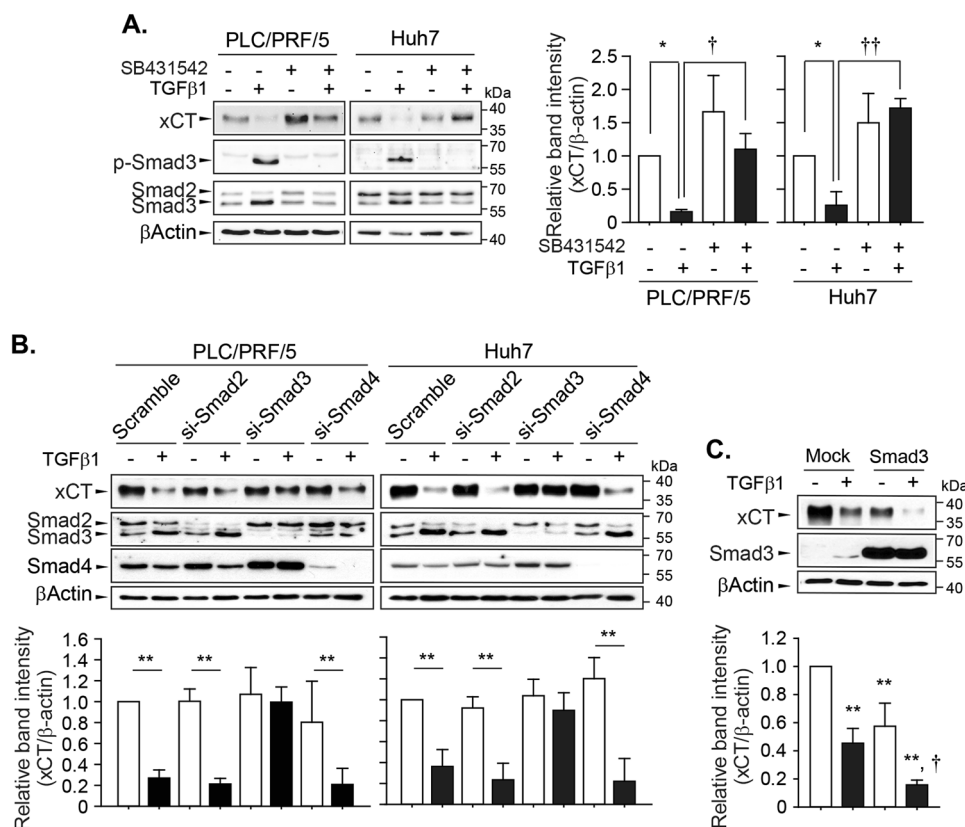 A.
PLC/PRF/5 Huh7
SB431542 - - + + - - + +
TGFβ1 - + - + - + - + kDa
xCT 40
35
p-Smad3 60
55
Smad2 70
Smad3 60
55
βActin 40
Relative band intensity
(xCT/β-actin)
2.5
2.0
1.5
1.0
0.5
0
* † * ††
SB431542 - - + + - - + +
TGFβ1 - + - + - + - +
PLC/PRF/5 Huh7
B.
PLC/PRF/5 Huh7
Scramble si-Smad2 si-Smad3 si-Smad4 Scramble si-Smad2 si-Smad3 si-Smad4
TGFβ1 - + - + - + - + - + - + - + - + kDa
xCT 40
35
Smad2 70
Smad3 60
55
Smad4 70
60
55
βActin 40
Relative band intensity
(xCT/β-actin)
1.6
1.4
1.2
1.0
0.8
0.6
0.4
0.2
0
** ** ** ** ** **
C.
Mock Smad3
TGFβ1 - + - + kDa
xCT 40
35
Smad3 60
55
βActin 40
Relative band intensity
(xCT/β-actin)
1.2
1
0.8
0.6
0.4
0.2
0
** ** **, †